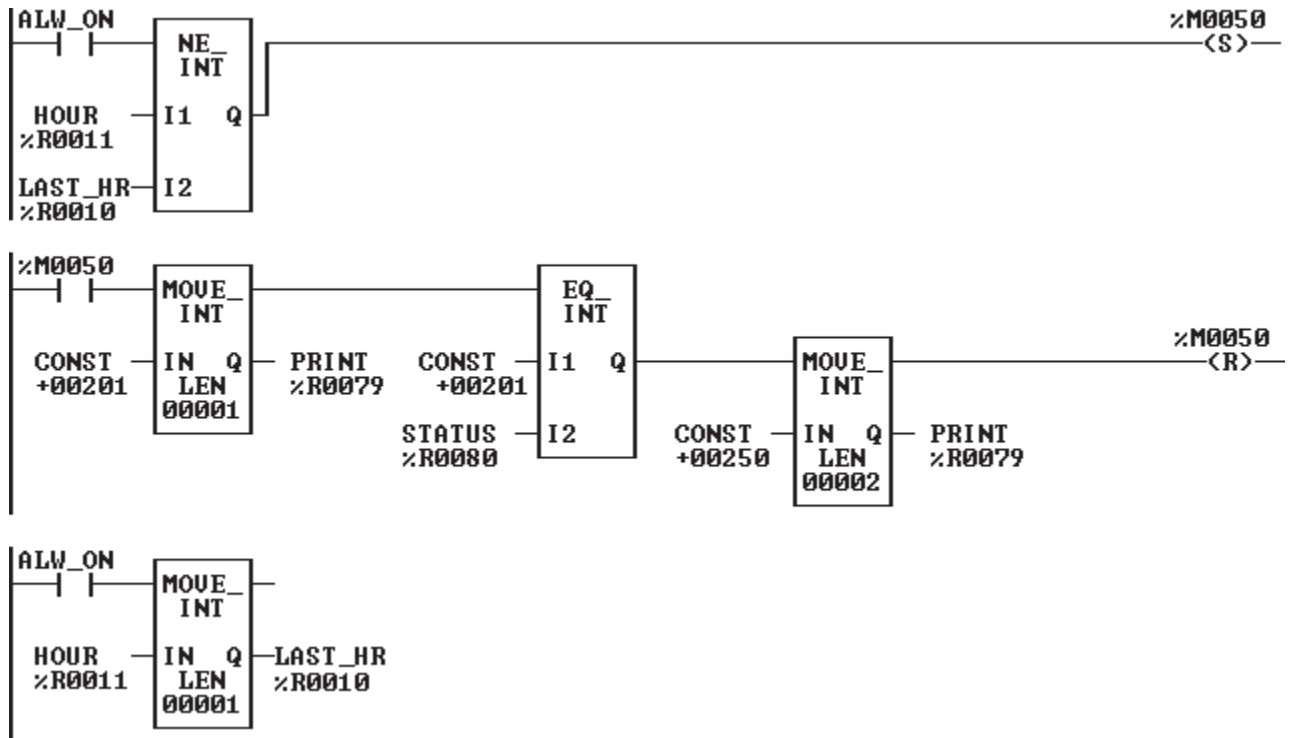 ALW_ON
%M0050
NE_
INT
(S)
HOUR
I1 Q
%R0011
LAST_HR
I2
%R0010
%M0050
MOVE_
INT
EQ_
INT
%M0050
CONST
IN Q
PRINT
CONST
I1 Q
MOVE_
(R)
+00201
LEN
%R0079
+00201
INT
00001
STATUS
I2
CONST
IN Q
PRINT
%R0080
+00250
LEN
%R0079
00002
ALW_ON
MOVE_
INT
HOUR
IN Q
LAST_HR
%R0011
LEN
%R0010
00001